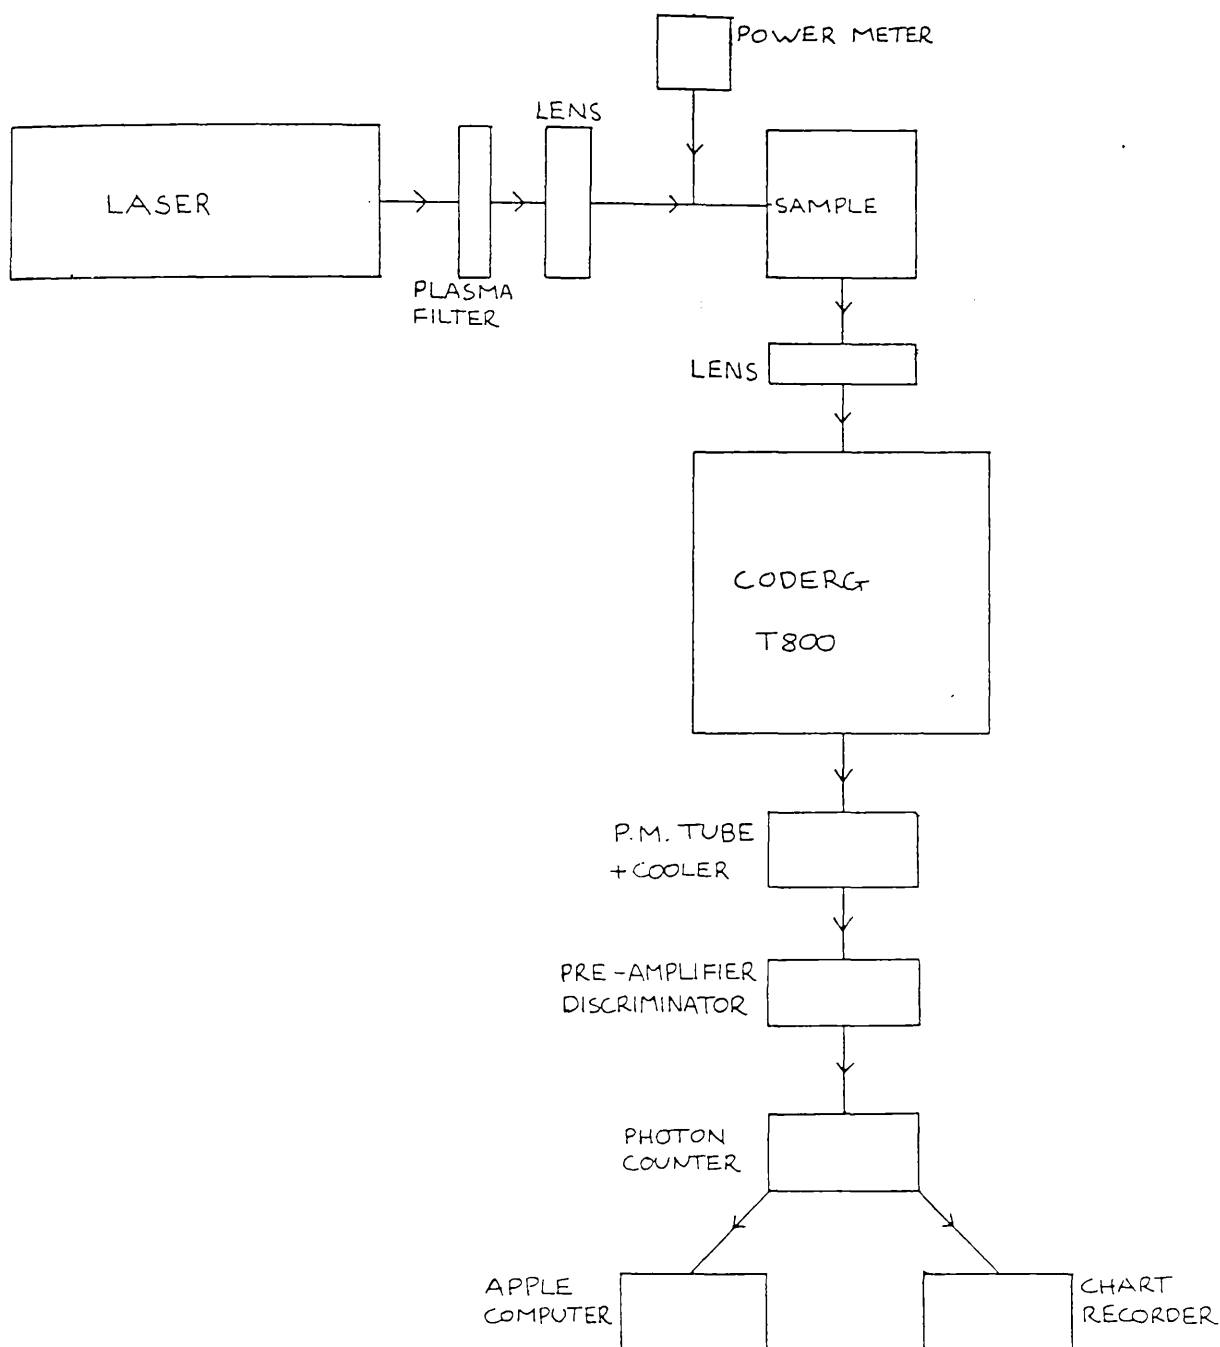 POWER METER
LENS
LASER
SAMPLE
PLASMA
FILTER
LENS
CODERG
T800
P.M. TUBE
+ COOLER
PRE-AMPLIFIER
DISCRIMINATOR
PHOTON
COUNTER
APPLE
COMPUTER
CHART
RECORDER